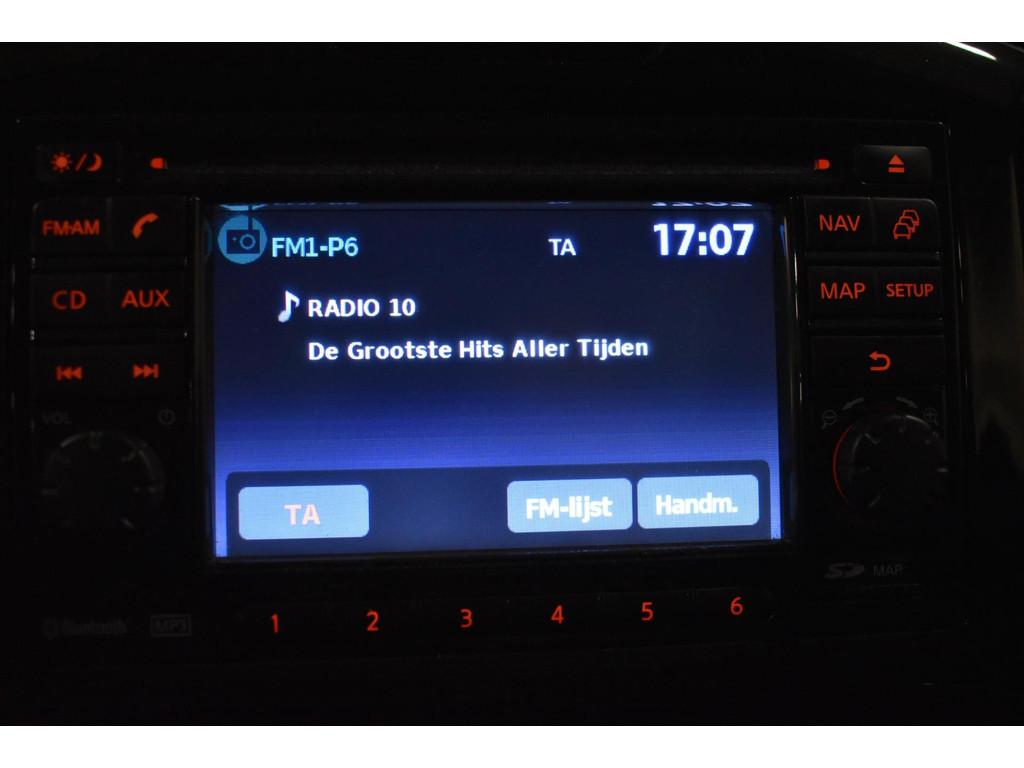 FM1-P6 TA 17:07
RADIO 10
De Grootste Hits Aller Tijden
TA FM-lijst Handm.
FM·AM
CD AUX
VOL
NAV
MAP SETUP
SD MAP
Bluetooth MP3
1 2 3 4 5 6